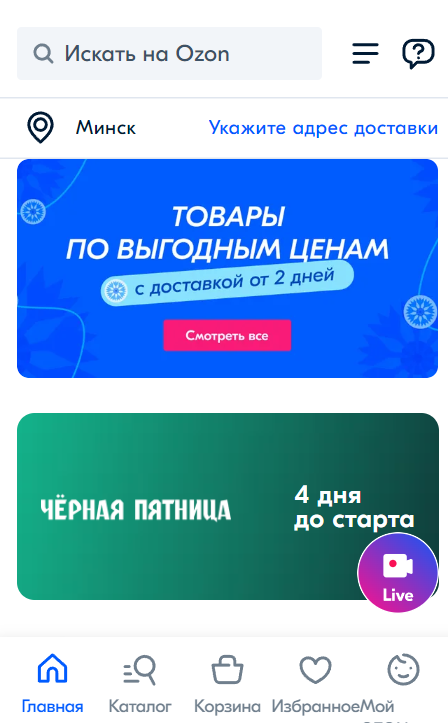 Искать на Ozon
Минск
Укажите адрес доставки
ТОВАРЫ
ПО ВЫГОДНЫМ ЦЕНАМ
с доставкой от 2 дней
Смотреть все
ЧЁРНАЯ ПЯТНИЦА
4 дня
до старта
Live
Главная
Каталог
Корзина
Избранное
Мой